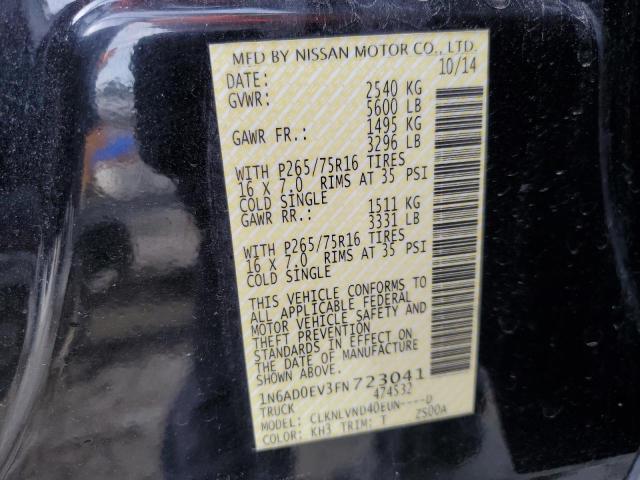 MFD BY NISSAN MOTOR CO., LTD.
DATE: 10/14
GVWR: 2540 KG
5600 LB
GAWR FR.: 1495 KG
3296 LB
WITH P265/75R16 TIRES
16 X 7.0 RIMS AT 35 PSI
COLD SINGLE
GAWR RR.: 1511 KG
3331 LB
WITH P265/75R16 TIRES
16 X 7.0 RIMS AT 35 PSI
COLD SINGLE
THIS VEHICLE CONFORMS TO
ALL APPLICABLE FEDERAL
MOTOR VEHICLE SAFETY AND
THEFT PREVENTION
STANDARDS IN EFFECT ON
THE DATE OF MANUFACTURE
SHOWN ABOVE.
1N6AD0EV3FN723041
TRUCK 474532
MODEL: CLKNLVND40EUN----D
COLOR: KH3 TRIM: T ZS00A